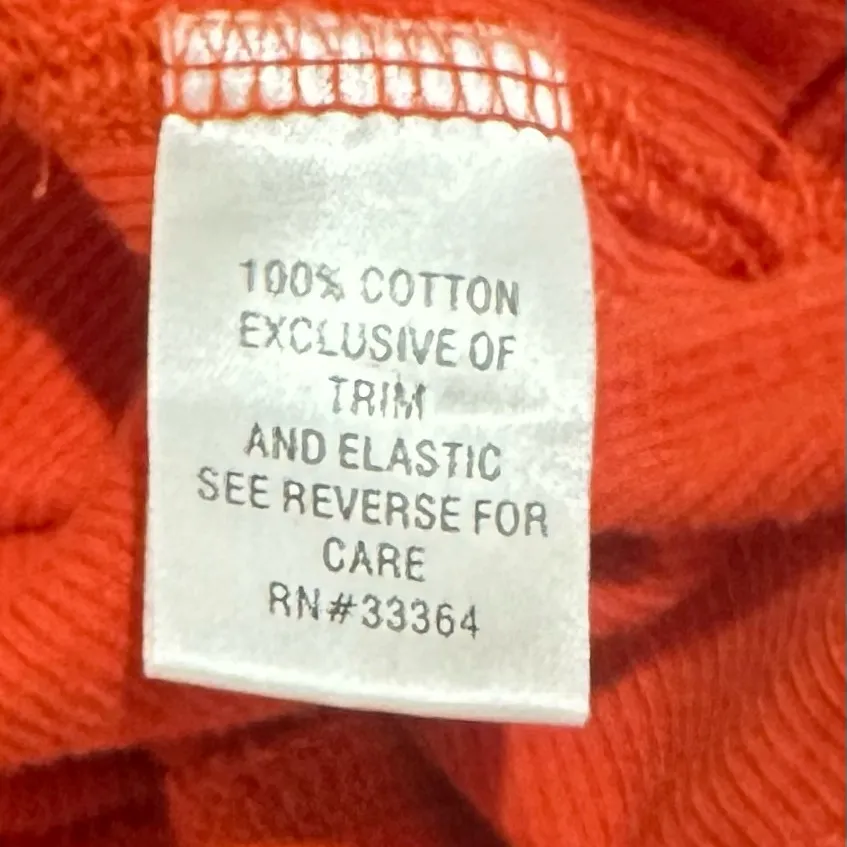 100% COTTON
EXCLUSIVE OF
TRIM
AND ELASTIC
SEE REVERSE FOR
CARE
RN#33364